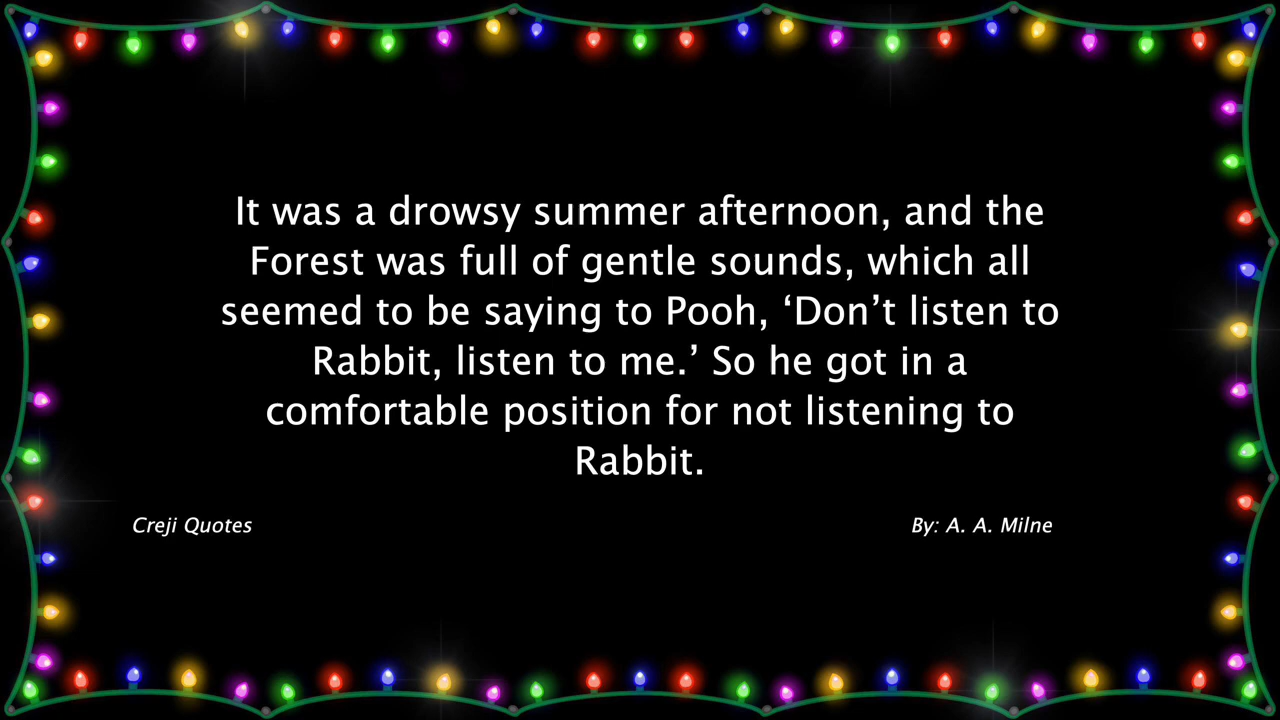 It was a drowsy summer afternoon, and the
Forest was full of gentle sounds, which all
seemed to be saying to Pooh, ‘Don’t listen to
Rabbit, listen to me.’ So he got in a
comfortable position for not listening to
Rabbit.
Creji Quotes
By: A. A. Milne